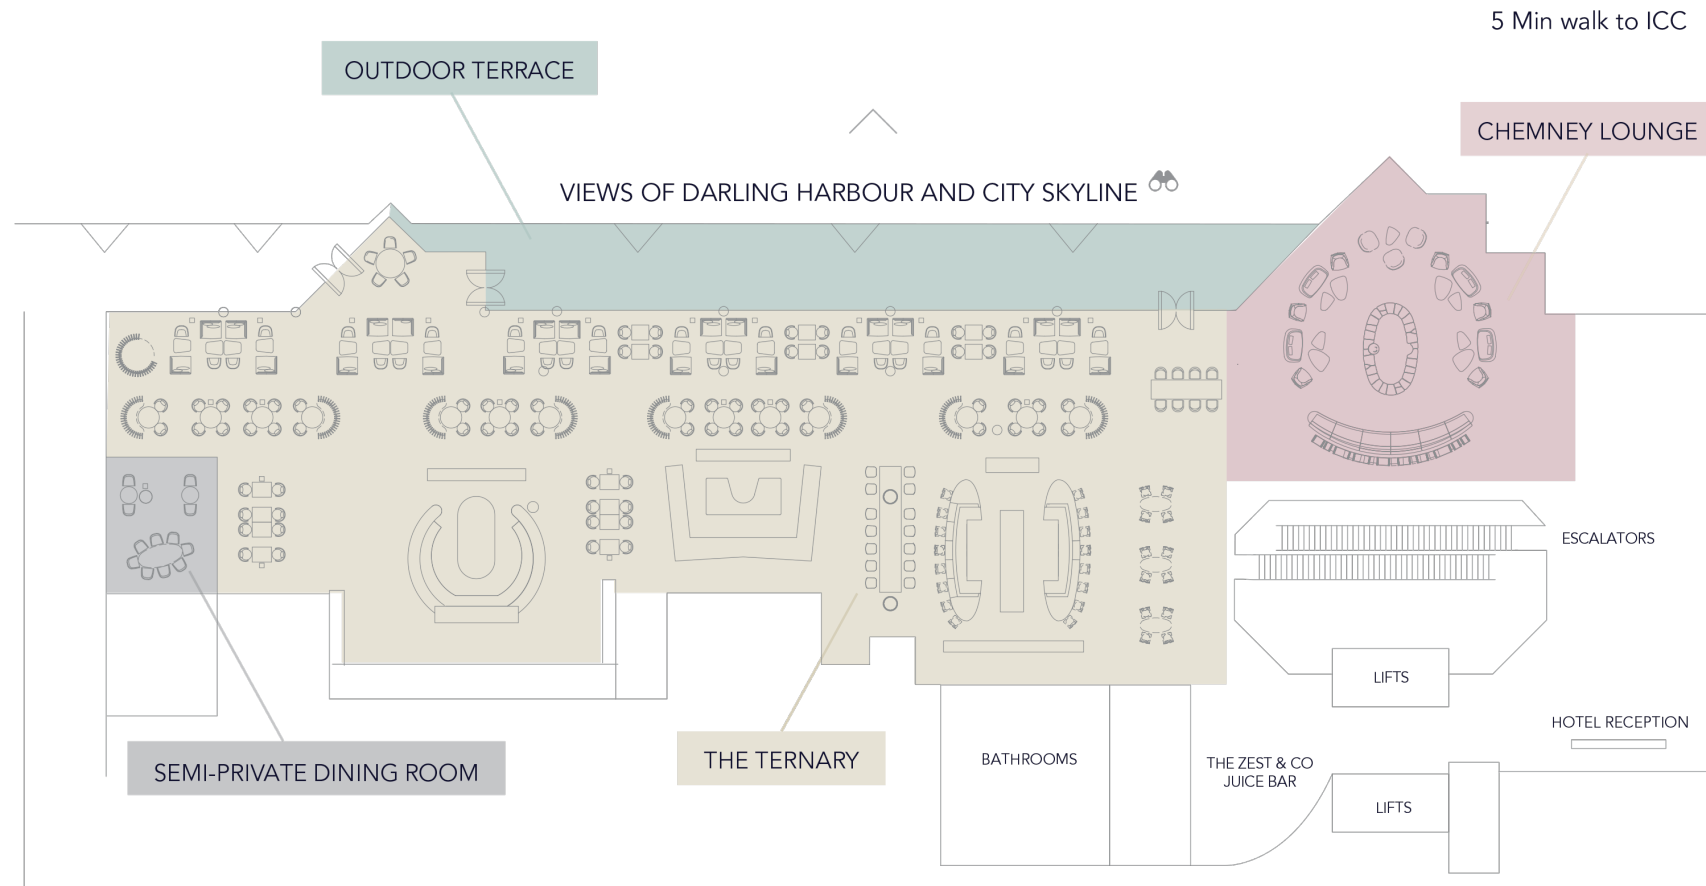 5 Min walk to ICC
OUTDOOR TERRACE
CHEMNEY LOUNGE
VIEWS OF DARLING HARBOUR AND CITY SKYLINE
ESCALATORS
LIFTS
HOTEL RECEPTION
SEMI-PRIVATE DINING ROOM
THE TERNARY
BATHROOMS
THE ZEST & CO
JUICE BAR
LIFTS